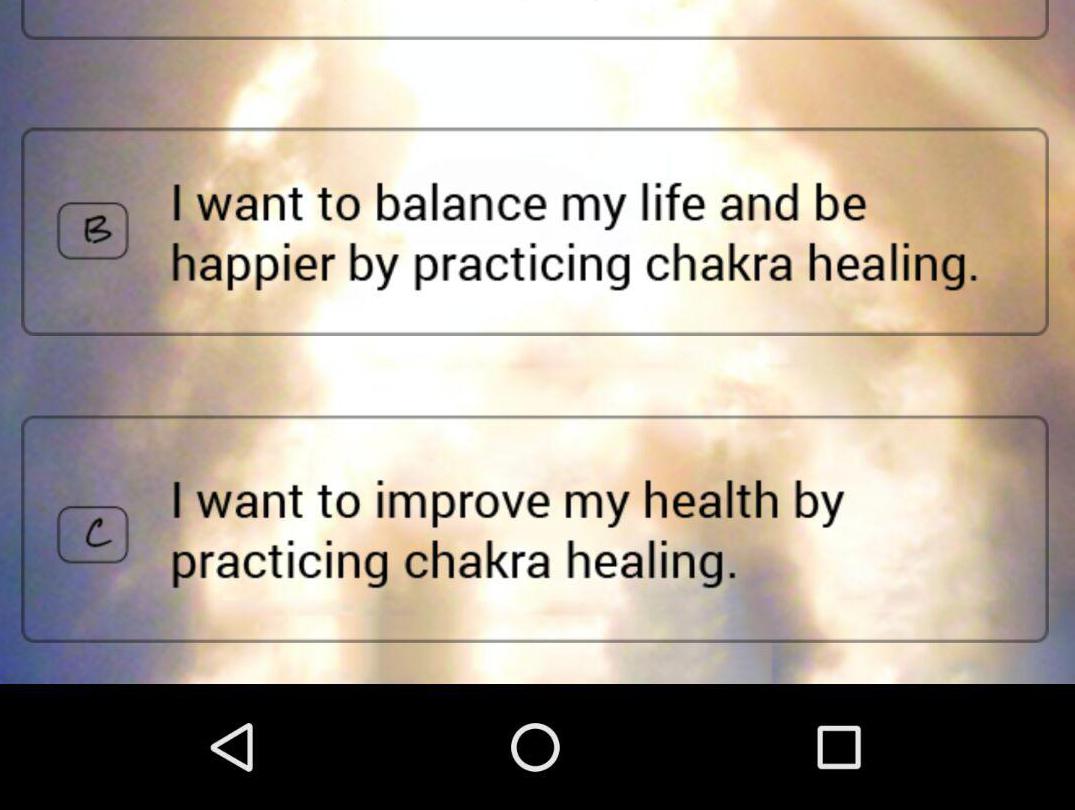 B
I want to balance my life and be
happier by practicing chakra healing.
C
I want to improve my health by
practicing chakra healing.